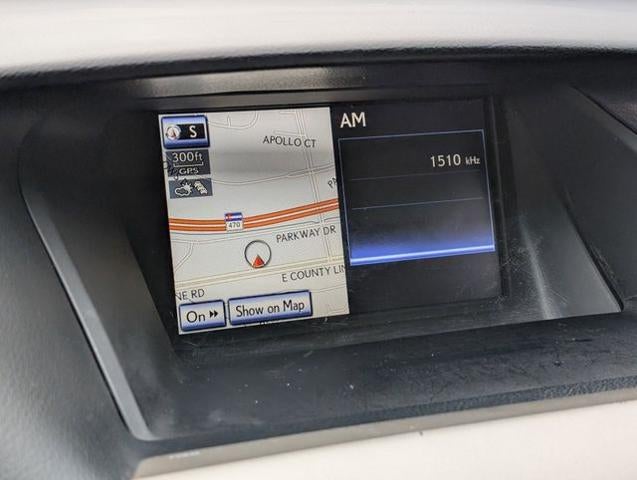 S
AM
300ft
GPS
APOLLO CT
1510 kHz
470
PARKWAY DR
E COUNTY LIN
NE RD
On
Show on Map